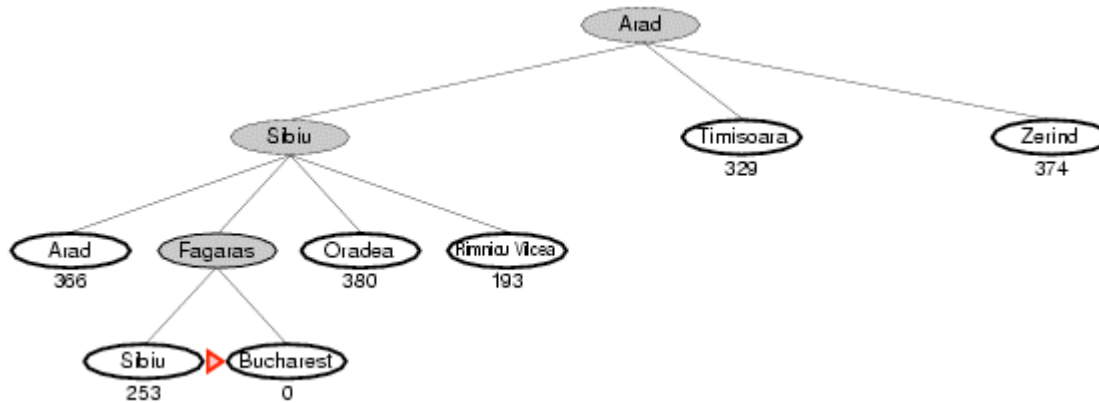 Arad
Sibiu
Timisoara
Zerind
329
374
Arad
Fagaras
Oradea
Rimnicu Vilcea
366
380
193
Sibiu
Bucharest
253
0